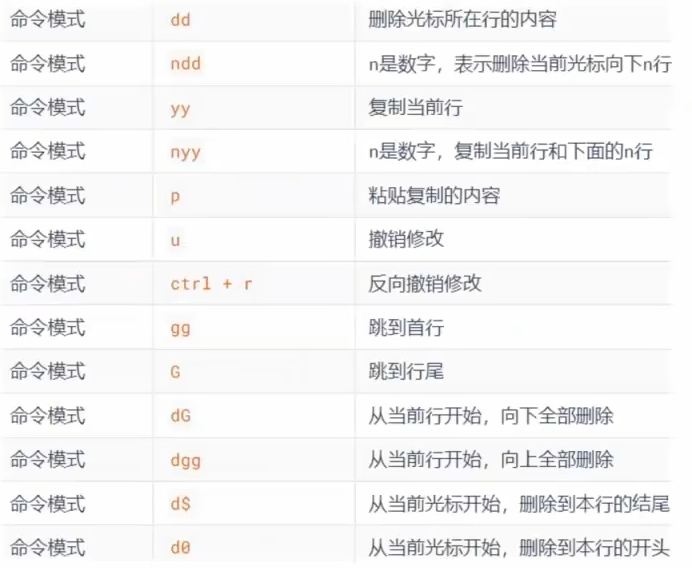 命令模式 dd 删除光标所在行的内容
命令模式 ndd n是数字，表示删除当前光标向下n行
命令模式 yy 复制当前行
命令模式 nyy n是数字，复制当前行和下面的n行
命令模式 p 粘贴复制的内容
命令模式 u 撤销修改
命令模式 ctrl + r 反向撤销修改
命令模式 gg 跳到首行
命令模式 G 跳到行尾
命令模式 dG 从当前行开始，向下全部删除
命令模式 dgg 从当前行开始，向上全部删除
命令模式 d$ 从当前光标开始，删除到本行的结尾
命令模式 d0 从当前光标开始，删除到本行的开头